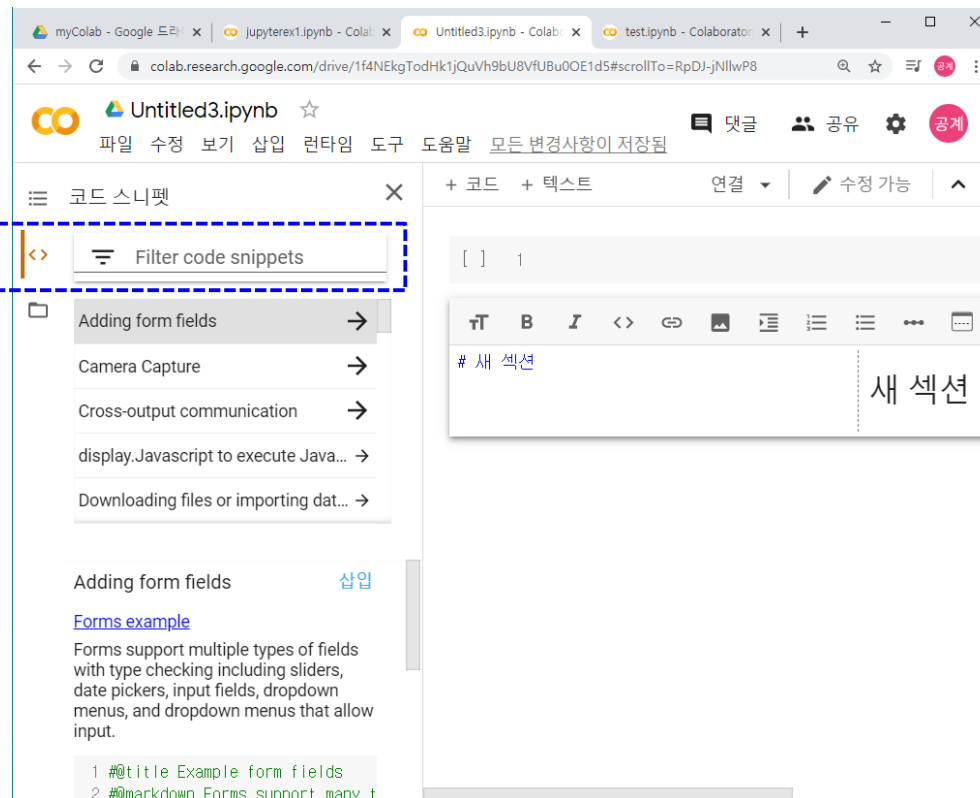 myColab - Google 드라
jupyterex1.ipynb - Colab
Untitled3.ipynb - Colabo
test.ipynb - Colaborator
colab.research.google.com/drive/1f4NEkgTodHk1jQuVh9bU8VfUBu0OE1d5#scrollTo=RpDJ-jNllwP8
공계
Untitled3.ipynb
댓글
공유
공계
파일 수정 보기 삽입 런타임 도구 도움말 모든 변경사항이 저장됨
코드 스니펫
+ 코드 + 텍스트
연결
수정 가능
Filter code snippets
[ ] 1
Adding form fields
Camera Capture
Cross-output communication
display.Javascript to execute Java...
Downloading files or importing dat...
# 새 섹션
새 섹션
Adding form fields
삽입
Forms example
Forms support multiple types of fields
with type checking including sliders,
date pickers, input fields, dropdown
menus, and dropdown menus that allow
input.
1 #@title Example form fields
2 #@markdown Forms support many t